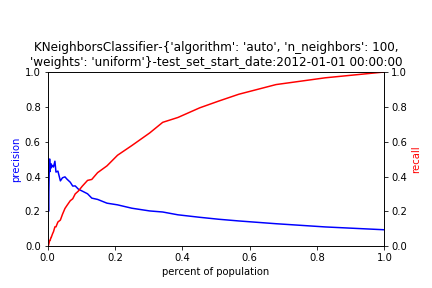 KNeighborsClassifier-{'algorithm': 'auto', 'n_neighbors': 100,
'weights': 'uniform'}-test_set_start_date:2012-01-01 00:00:00
1.0
0.8
0.6
0.4
0.2
0.0
precision
1.0
0.8
0.6
0.4
0.2
0.0
recall
0.0 0.2 0.4 0.6 0.8 1.0
percent of population